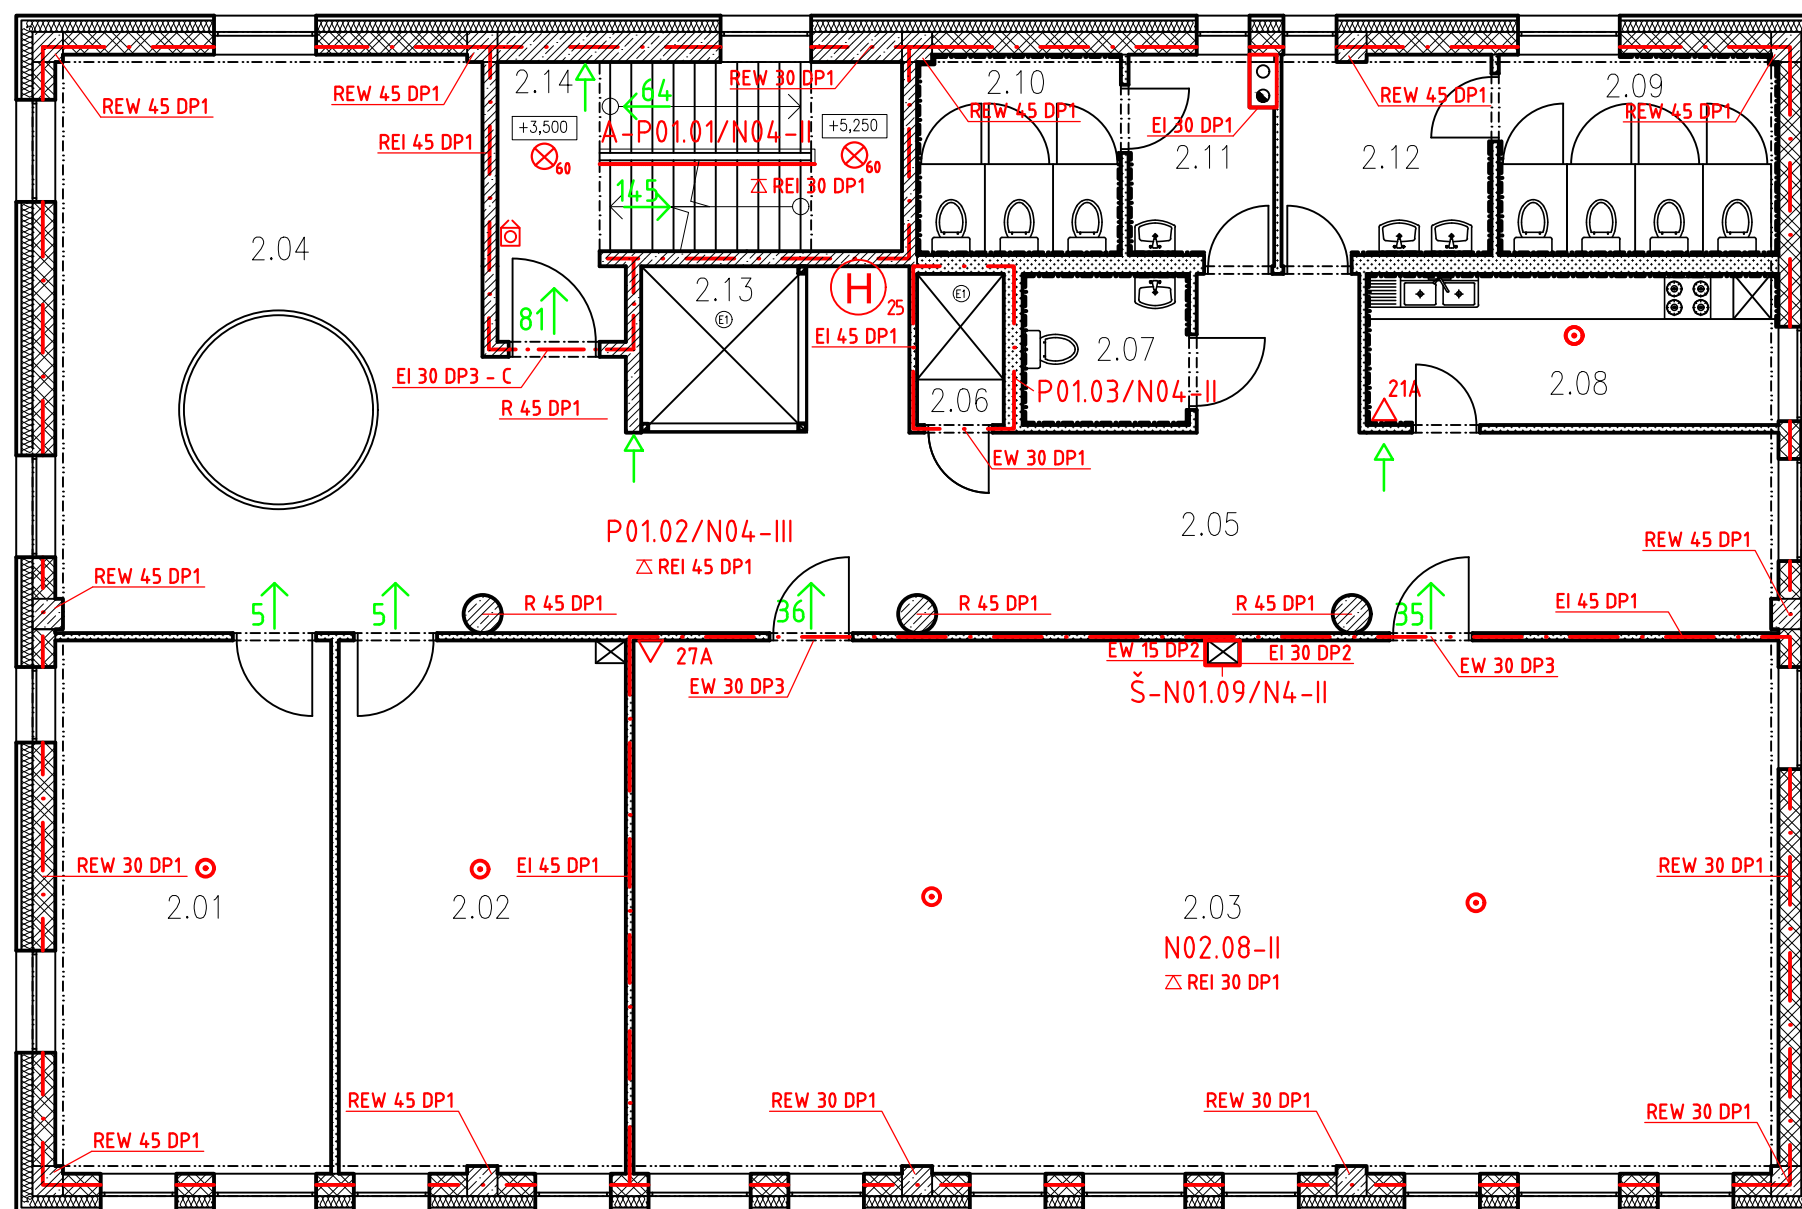 2.14
64
REW 30 DP1
2.10
2.09
REW 45 DP1
REW 45 DP1
REW 45 DP1
REW 45 DP1
REW 45 DP1
+3,500
+5,250
A-P01.01/N04-II
EI 30 DP1
REI 45 DP1
60
60
2.11
2.12
145
REI 30 DP1
2.04
2.13
E1
H
25
E1
81
EI 45 DP1
2.07
EI 30 DP3 - C
P01.03/N04-II
21A
2.08
R 45 DP1
2.06
EW 30 DP1
P01.02/N04-III
2.05
REI 45 DP1
REW 45 DP1
REW 45 DP1
5
5
R 45 DP1
36
R 45 DP1
R 45 DP1
35
EI 45 DP1
27A
EW 15 DP2
EI 30 DP2
EW 30 DP3
EW 30 DP3
Š-N01.09/N4-II
REW 30 DP1
EI 45 DP1
REW 30 DP1
2.01
2.02
2.03
N02.08-II
REI 30 DP1
REW 45 DP1
REW 30 DP1
REW 30 DP1
REW 30 DP1
REW 45 DP1